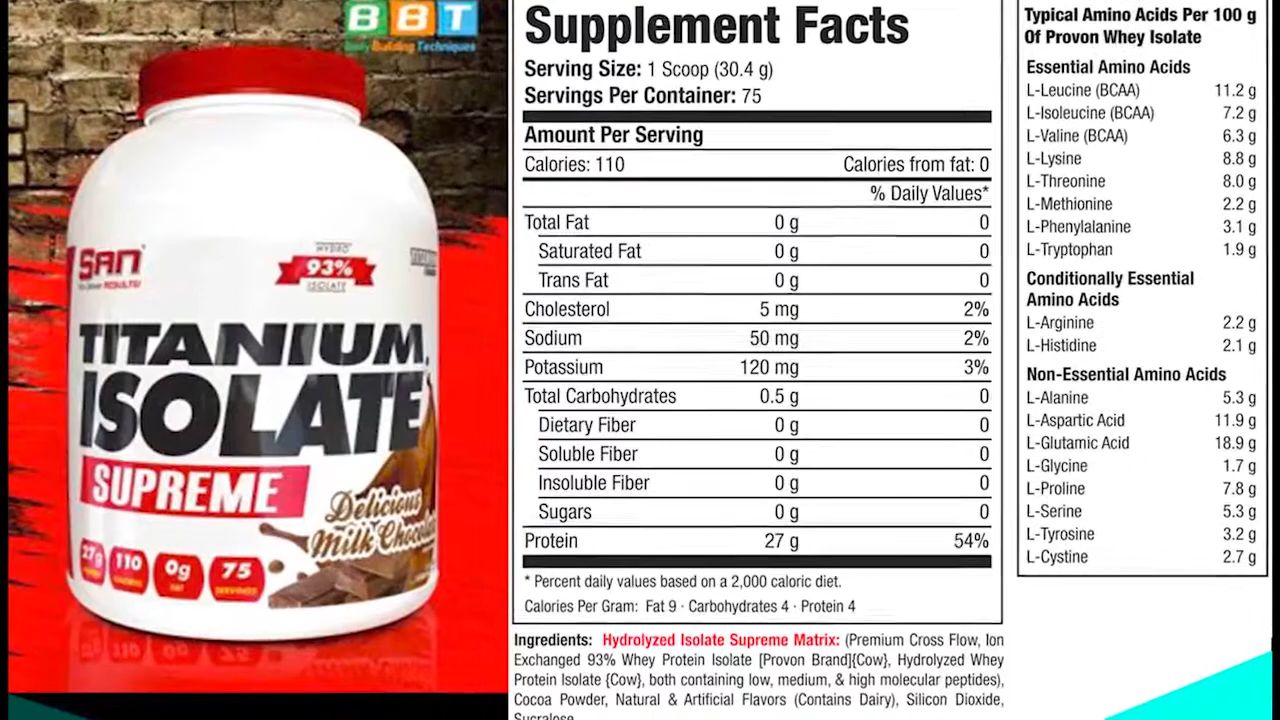 BBT
Body Building Techniques
SAN
RESULTS!
HYDRO
93%
ISOLATE
TITANIUM
ISOLATE
SUPREME
Delicious
Milk Chocolate
27g
110
CALORIES
0g
FAT
75
SERVINGS
Supplement Facts
Serving Size: 1 Scoop (30.4 g)
Servings Per Container: 75
Amount Per Serving
Calories: 110 Calories from fat: 0
% Daily Values*
Total Fat 0 g 0
Saturated Fat 0 g 0
Trans Fat 0 g 0
Cholesterol 5 mg 2%
Sodium 50 mg 2%
Potassium 120 mg 3%
Total Carbohydrates 0.5 g 0
Dietary Fiber 0 g 0
Soluble Fiber 0 g 0
Insoluble Fiber 0 g 0
Sugars 0 g 0
Protein 27 g 54%
* Percent daily values based on a 2,000 caloric diet.
Calories Per Gram: Fat 9 · Carbohydrates 4 · Protein 4
Ingredients: Hydrolyzed Isolate Supreme Matrix: (Premium Cross Flow, Ion
Exchanged 93% Whey Protein Isolate [Provon Brand]{Cow}, Hydrolyzed Whey
Protein Isolate {Cow}, both containing low, medium, & high molecular peptides),
Cocoa Powder, Natural & Artificial Flavors (Contains Dairy), Silicon Dioxide,
Sucralose
Typical Amino Acids Per 100 g
Of Provon Whey Isolate
Essential Amino Acids
L-Leucine (BCAA) 11.2 g
L-Isoleucine (BCAA) 7.2 g
L-Valine (BCAA) 6.3 g
L-Lysine 8.8 g
L-Threonine 8.0 g
L-Methionine 2.2 g
L-Phenylalanine 3.1 g
L-Tryptophan 1.9 g
Conditionally Essential
Amino Acids
L-Arginine 2.2 g
L-Histidine 2.1 g
Non-Essential Amino Acids
L-Alanine 5.3 g
L-Aspartic Acid 11.9 g
L-Glutamic Acid 18.9 g
L-Glycine 1.7 g
L-Proline 7.8 g
L-Serine 5.3 g
L-Tyrosine 3.2 g
L-Cystine 2.7 g